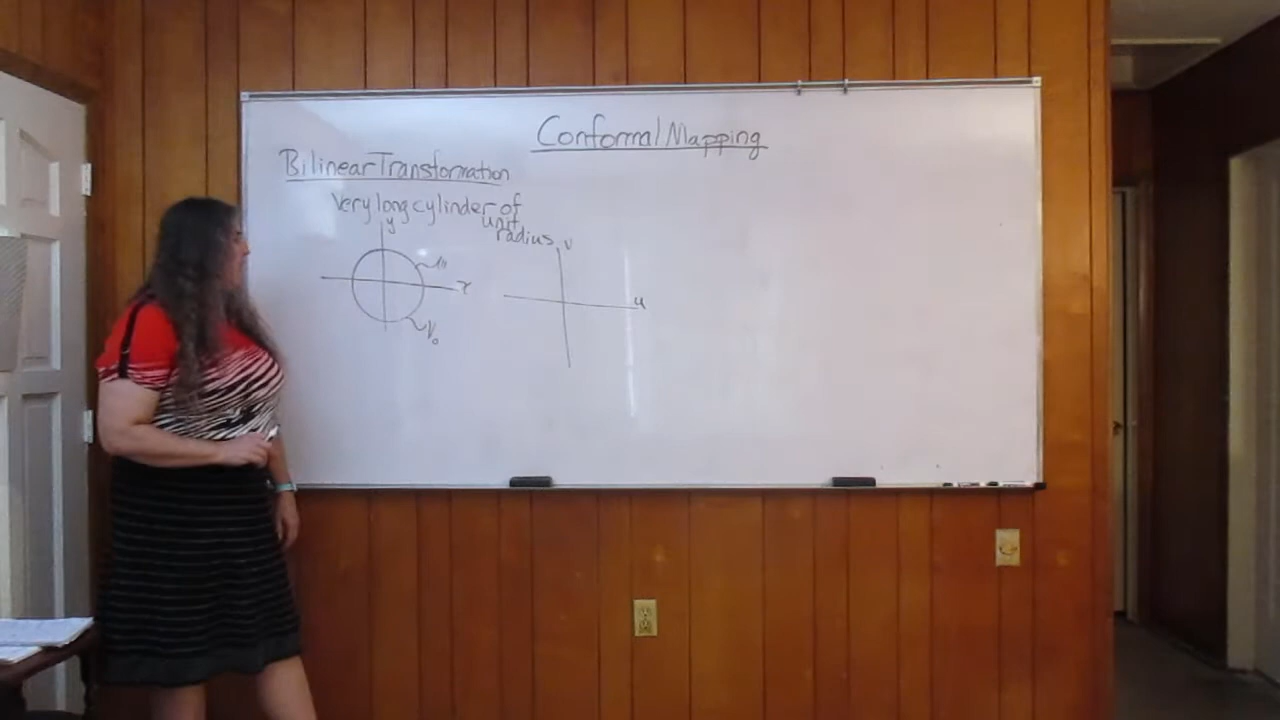 Conformal Mapping
Bilinear Transformation
Very long cylinder of
unit
radius
y
x
V₀
v
u